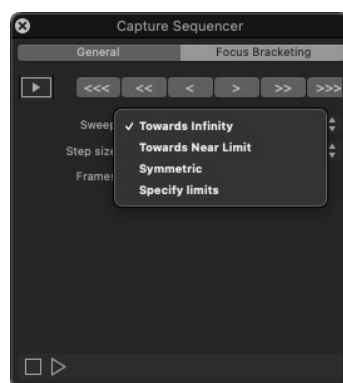 Capture Sequencer
General Focus Bracketing
<<< << < > >> >>>
Sweep ✓ Towards Infinity
Step size Towards Near Limit
Symmetric
Frames Specify limits